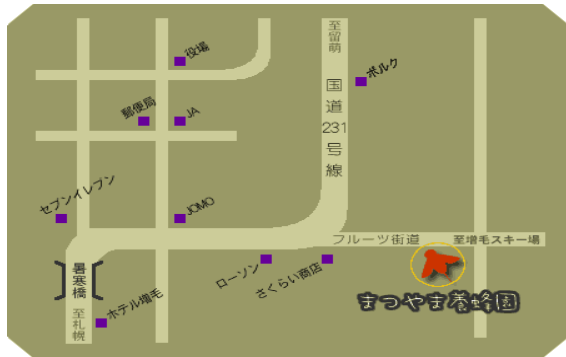 役場
至留萌
ボルク
国道231号線
郵便局
JA
セブンイレブン
JOMO
フルーツ街道
至増毛スキー場
暑寒橋
ローソン
さくらい商店
まつやま養蜂園
ホテル増毛
至札幌